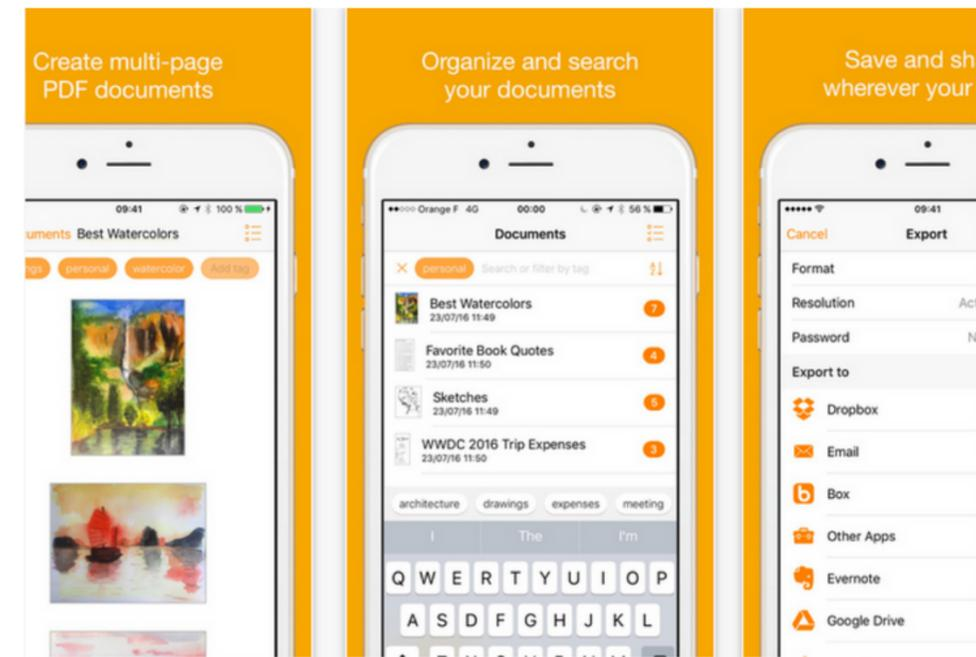 Create multi-page
PDF documents
09:41 100 %
uments Best Watercolors
ngs personal watercolor Add tag
Organize and search
your documents
Orange F 4G 00:00 56 %
Documents
personal Search or filter by tag
Best Watercolors
23/07/16 11:49
7
Favorite Book Quotes
23/07/16 11:50
4
Sketches
23/07/16 11:49
5
WWDC 2016 Trip Expenses
23/07/16 11:50
3
architecture drawings expenses meeting
I The I'm
Q W E R T Y U I O P
A S D F G H J K L
Save and sh
wherever your
09:41
Cancel Export
Format
Resolution Ac
Password N
Export to
Dropbox
Email
Box
Other Apps
Evernote
Google Drive